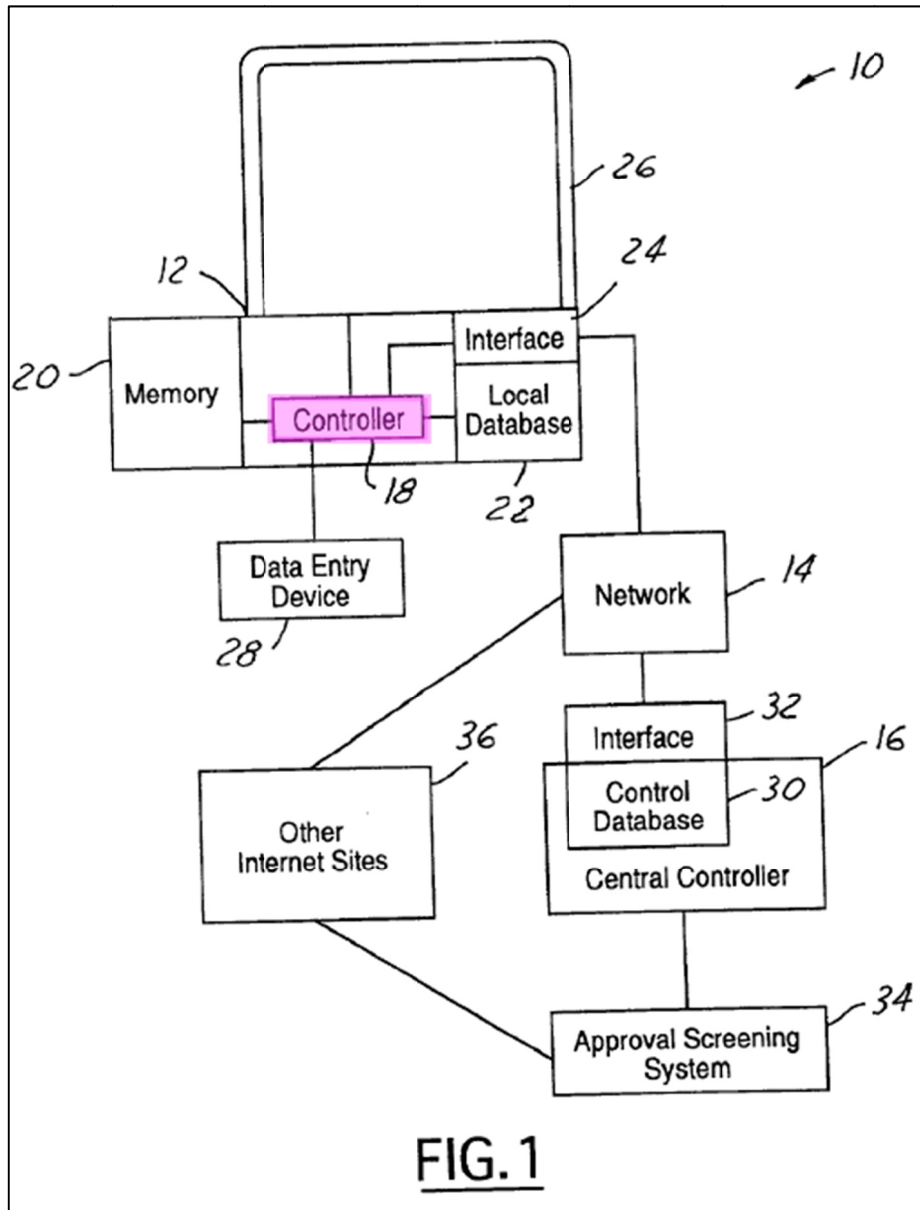 10
26
24
12
Interface
20
Memory
Local
Database
Controller
18
22
Data Entry
Device
28
Network
14
32
Interface
16
36
Control
Database
30
Other
Internet Sites
Central Controller
34
Approval Screening
System
FIG. 1